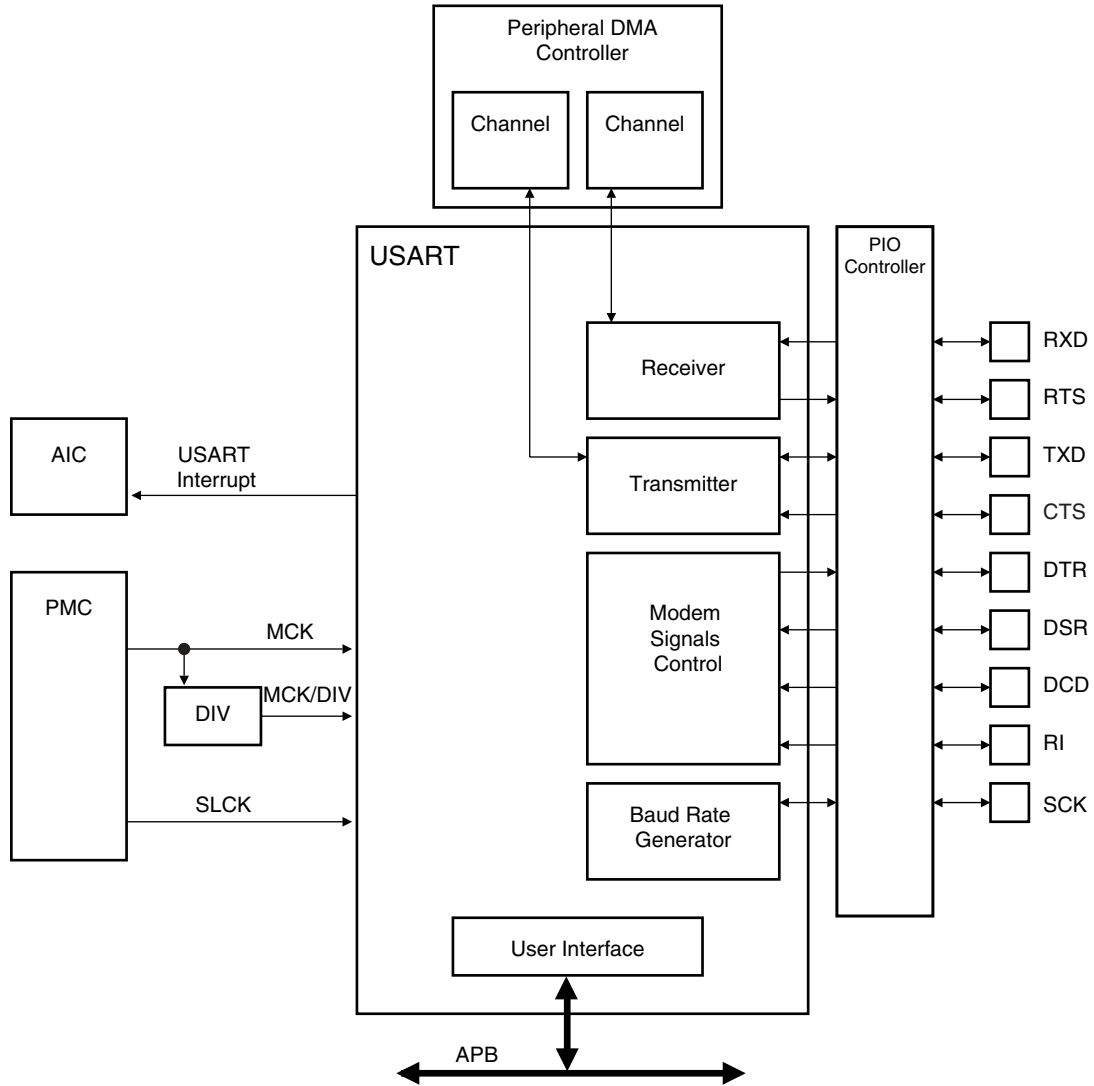 Peripheral DMA
Controller
Channel
Channel
USART
PIO
Controller
Receiver
RXD
RTS
AIC
USART
Interrupt
Transmitter
TXD
CTS
PMC
MCK
DIV
MCK/DIV
SLCK
Modem
Signals
Control
DTR
DSR
DCD
RI
Baud Rate
Generator
SCK
User Interface
APB